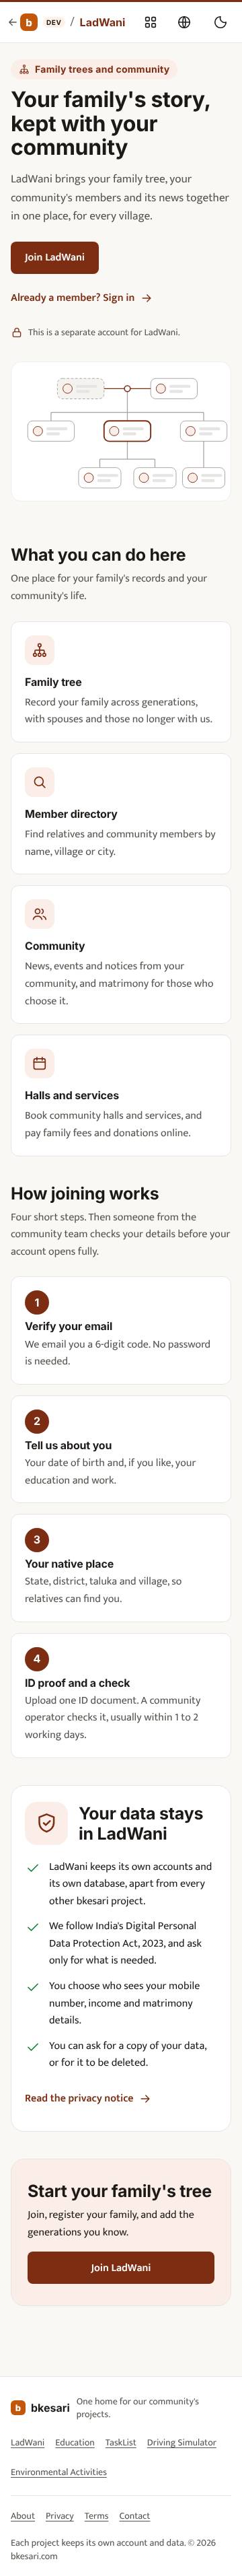 b DEV / LadWani
Family trees and community
Your family's story,
kept with your
community
LadWani brings your family tree, your
community's members and its news together
in one place, for every village.
Join LadWani
Already a member? Sign in →
This is a separate account for LadWani.
What you can do here
One place for your family's records and your
community's life.
Family tree
Record your family across generations,
with spouses and those no longer with us.
Member directory
Find relatives and community members by
name, village or city.
Community
News, events and notices from your
community, and matrimony for those who
choose it.
Halls and services
Book community halls and services, and
pay family fees and donations online.
How joining works
Four short steps. Then someone from the
community team checks your details before your
account opens fully.
1
Verify your email
We email you a 6-digit code. No password
is needed.
2
Tell us about you
Your date of birth and, if you like, your
education and work.
3
Your native place
State, district, taluka and village, so
relatives can find you.
4
ID proof and a check
Upload one ID document. A community
operator checks it, usually within 1 to 2
working days.
Your data stays
in LadWani
LadWani keeps its own accounts and
its own database, apart from every
other bkesari project.
We follow India's Digital Personal
Data Protection Act, 2023, and ask
only for what is needed.
You choose who sees your mobile
number, income and matrimony
details.
You can ask for a copy of your data,
or for it to be deleted.
Read the privacy notice →
Start your family's tree
Join, register your family, and add the
generations you know.
Join LadWani
b bkesari One home for our community's
projects.
LadWani Education TaskList Driving Simulator
Environmental Activities
About Privacy Terms Contact
Each project keeps its own account and data. © 2026
bkesari.com